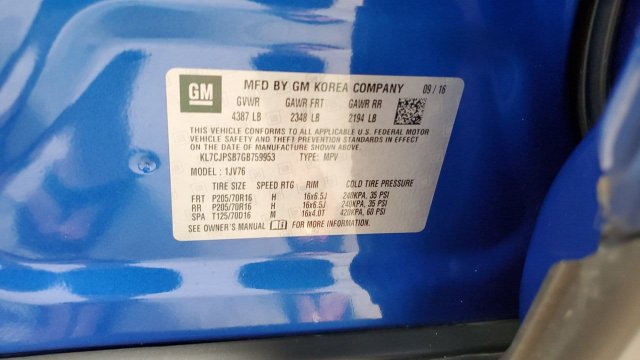 GM MFD BY GM KOREA COMPANY 09/16
GVWR GAWR FRT GAWR RR
4387 LB 2348 LB 2194 LB
THIS VEHICLE CONFORMS TO ALL APPLICABLE U.S. FEDERAL MOTOR
VEHICLE SAFETY AND THEFT PREVENTION STANDARDS IN EFFECT
ON THE DATE OF MANUFACTURE SHOWN ABOVE.
KL7CJPSB7GB759953 TYPE: MPV
MODEL: 1JV76
TIRE SIZE SPEED RTG RIM COLD TIRE PRESSURE
FRT P205/70R16 H 16x6.5J 240KPA, 35 PSI
RR P205/70R16 H 16x6.5J 240KPA, 35 PSI
SPA T125/70D16 M 16x4.0T 420KPA, 60 PSI
SEE OWNER'S MANUAL FOR MORE INFORMATION.